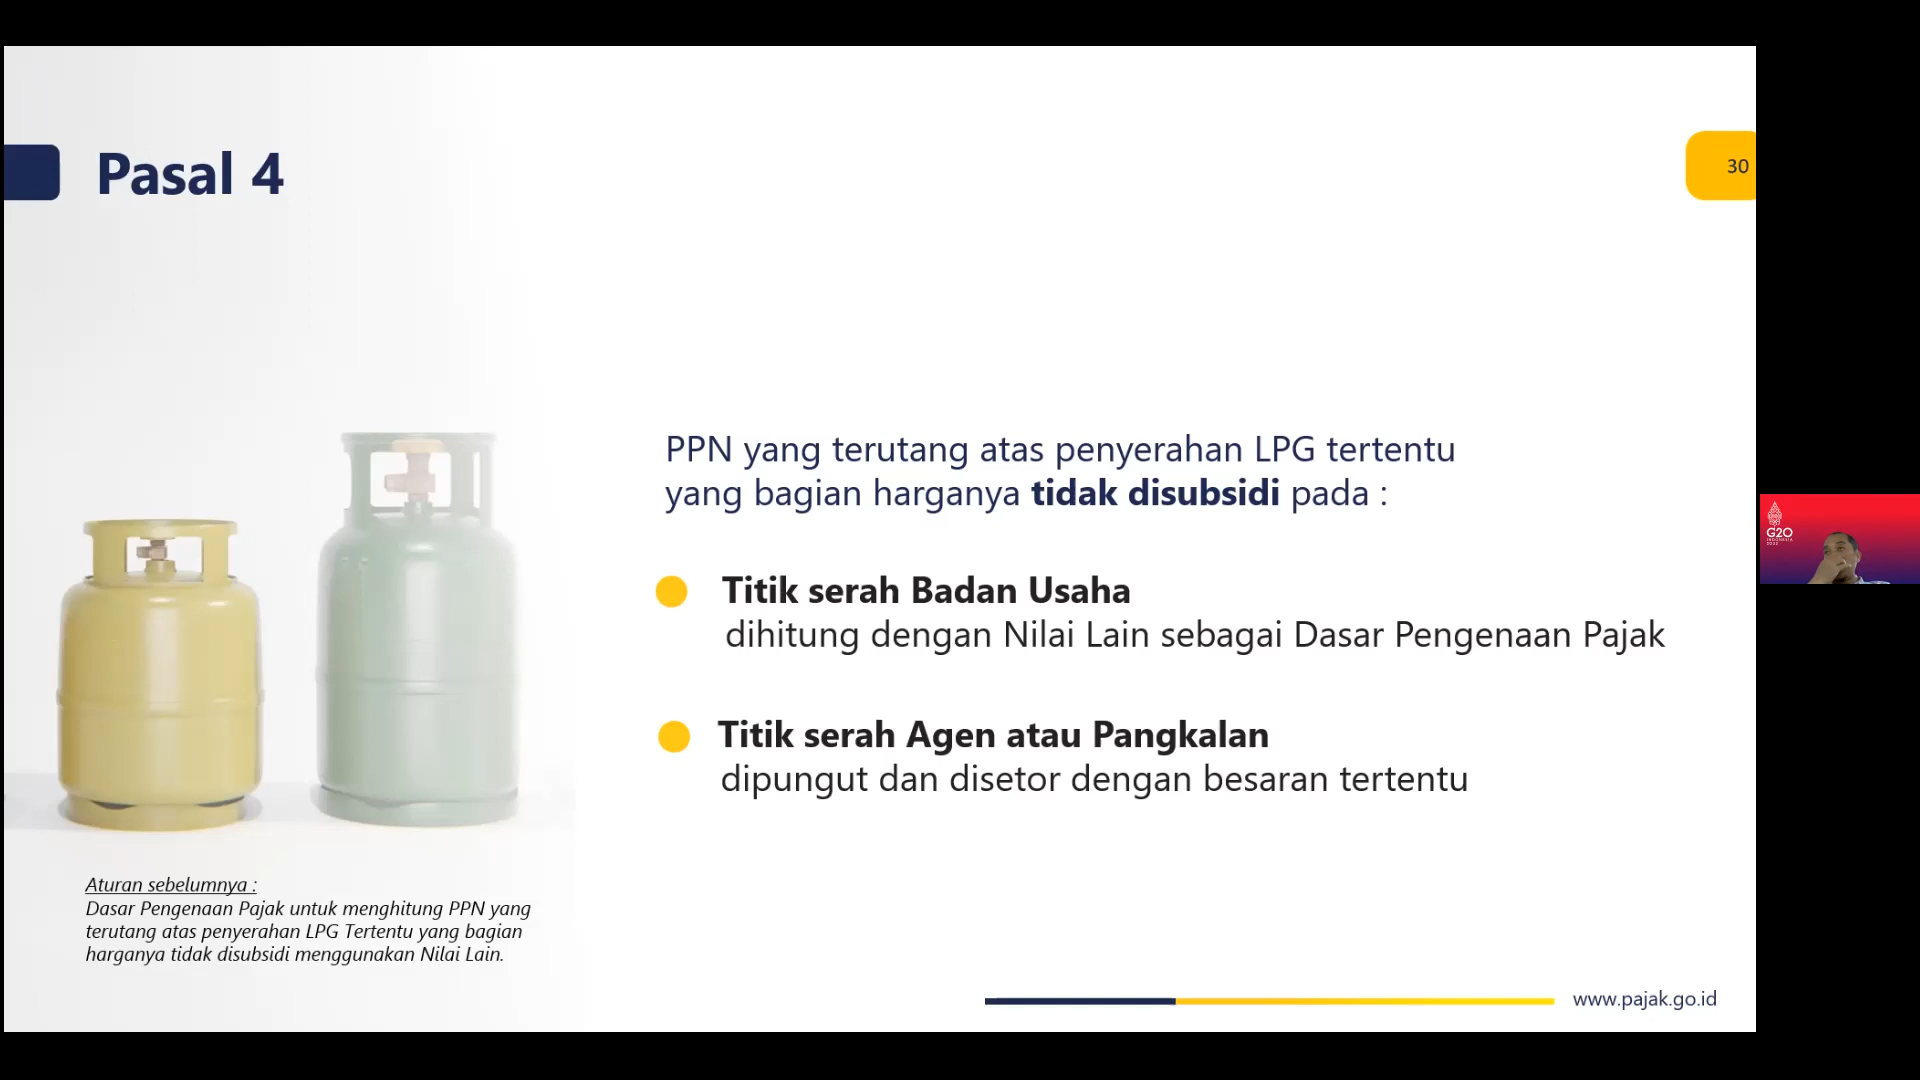 Pasal 4
30
PPN yang terutang atas penyerahan LPG tertentu
yang bagian harganya tidak disubsidi pada :
Titik serah Badan Usaha
dihitung dengan Nilai Lain sebagai Dasar Pengenaan Pajak
Titik serah Agen atau Pangkalan
dipungut dan disetor dengan besaran tertentu
Aturan sebelumnya :
Dasar Pengenaan Pajak untuk menghitung PPN yang
terutang atas penyerahan LPG Tertentu yang bagian
harganya tidak disubsidi menggunakan Nilai Lain.
www.pajak.go.id
G20
INDONESIA
2022